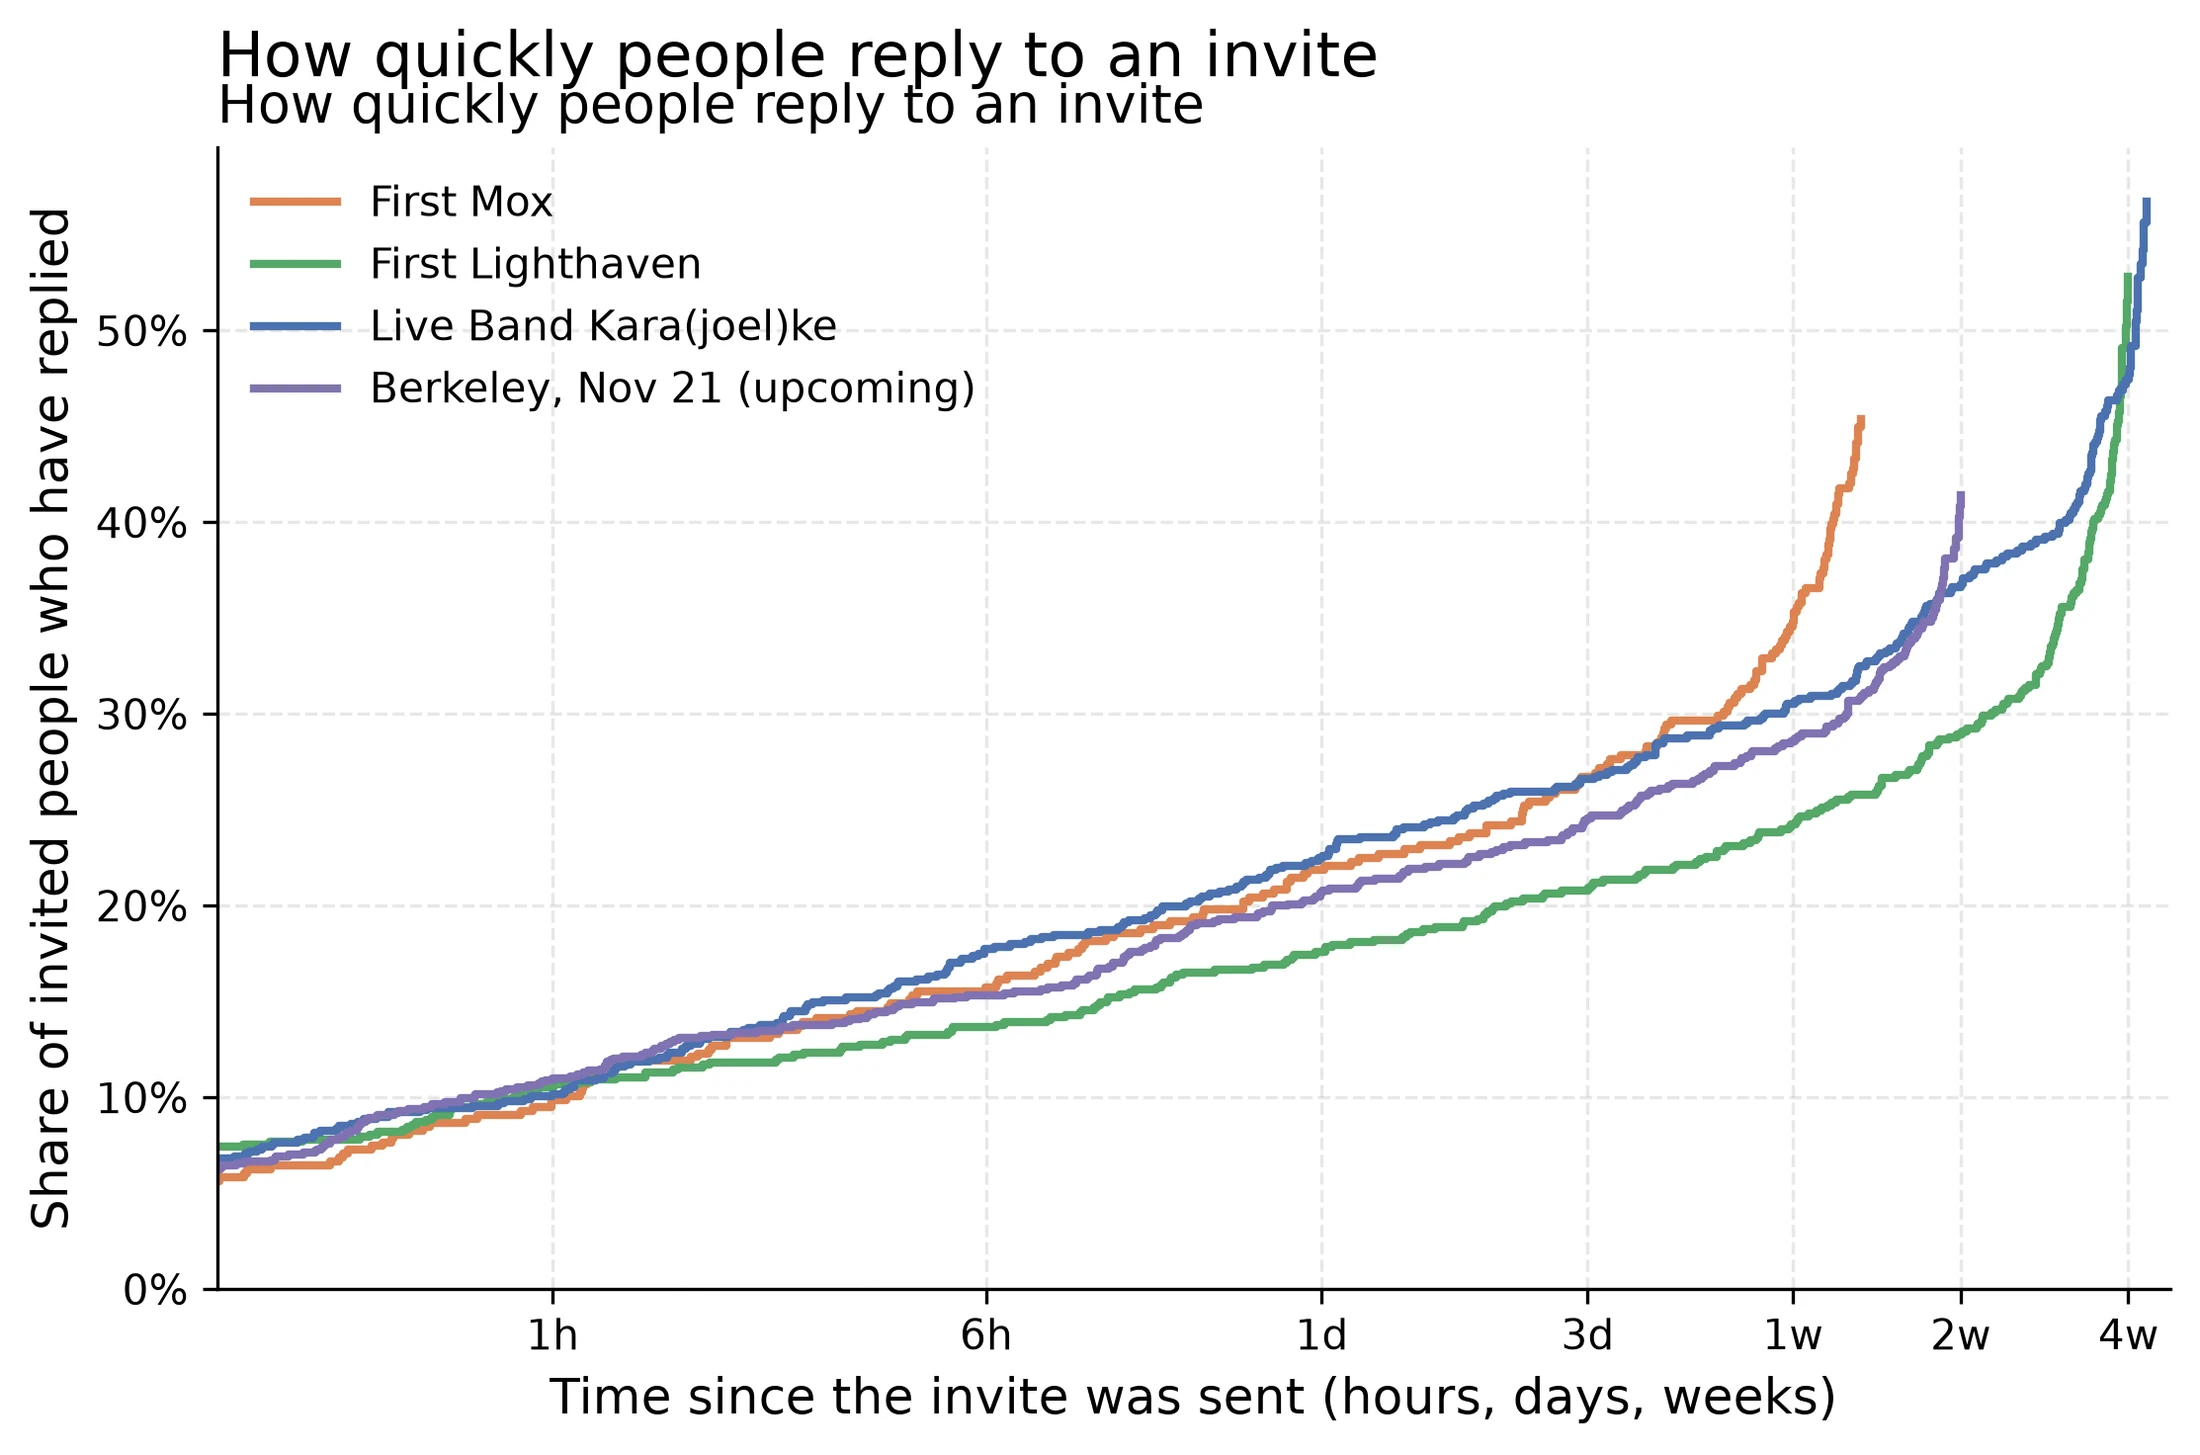 How quickly people reply to an invite
How quickly people reply to an invite
First Mox
First Lighthaven
Live Band Kara(joel)ke
Berkeley, Nov 21 (upcoming)
Share of invited people who have replied
50%
40%
30%
20%
10%
0%
1h 6h 1d 3d 1w 2w 4w
Time since the invite was sent (hours, days, weeks)